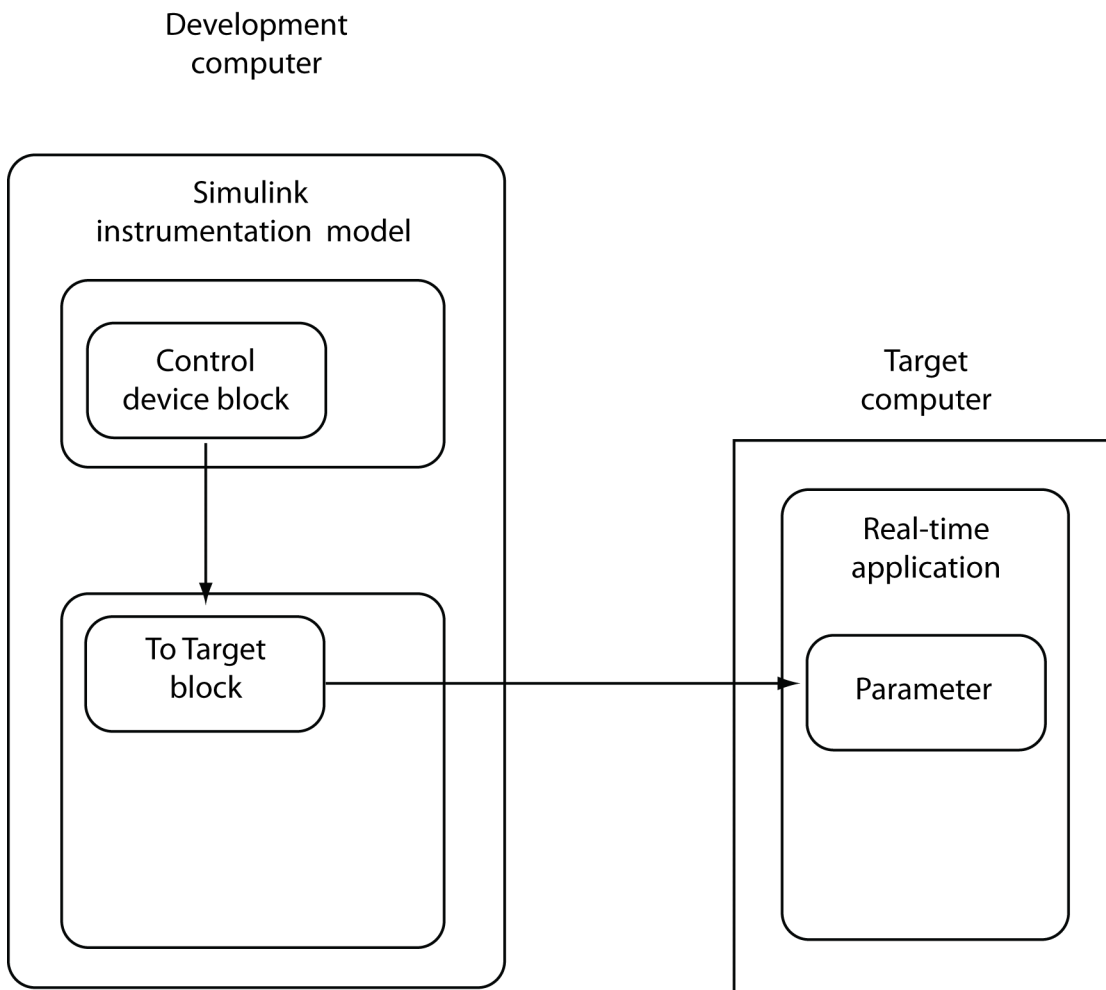 Development
computer
Simulink
instrumentation model
Control
device block
To Target
block
Target
computer
Real-time
application
Parameter